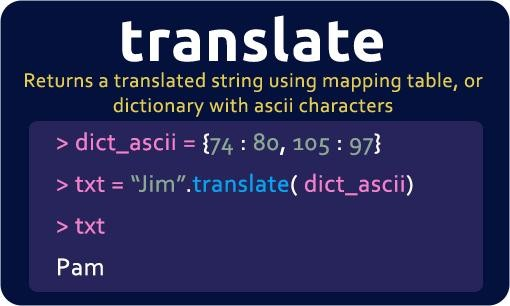 translate
Returns a translated string using mapping table, or
dictionary with ascii characters
> dict_ascii = {74 : 80, 105 : 97}
> txt = “Jim”.translate( dict_ascii)
> txt
Pam